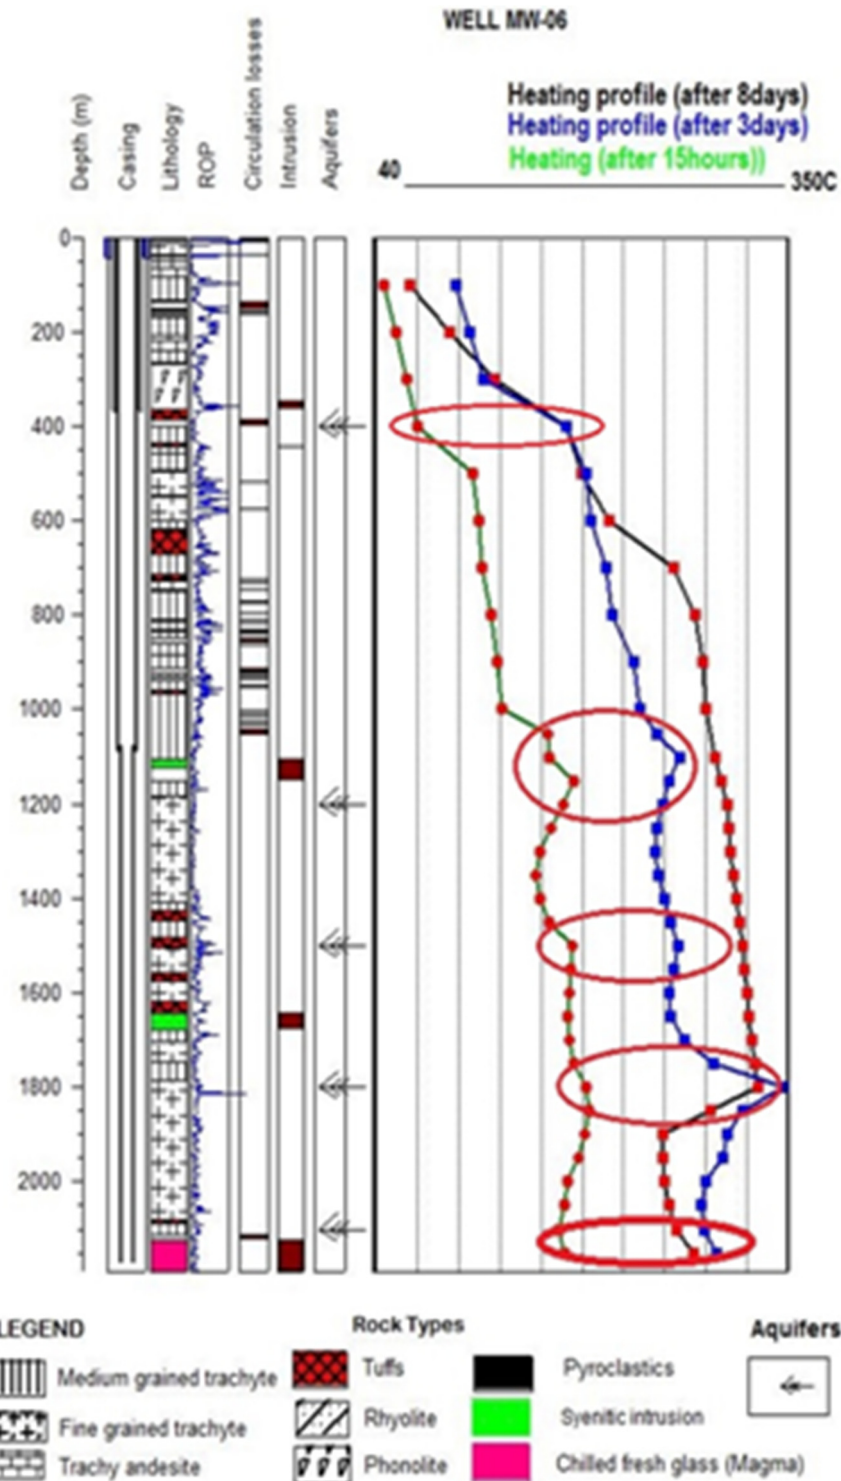 WELL MW-06
Heating profile (after 8days)
Heating profile (after 3days)
Heating (after 15hours))
40
350C
Depth (m)
Casing
Lithology
ROP
Circulation losses
Intrusion
Aquifers
0
200
400
600
800
1000
1200
1400
1600
1800
2000
LEGEND
Rock Types
Aquifers
Medium grained trachyte
Tuffs
Pyroclastics
Fine grained trachyte
Rhyolite
Syenitic intrusion
Trachy andesite
Phonolite
Chilled fresh glass (Magma)